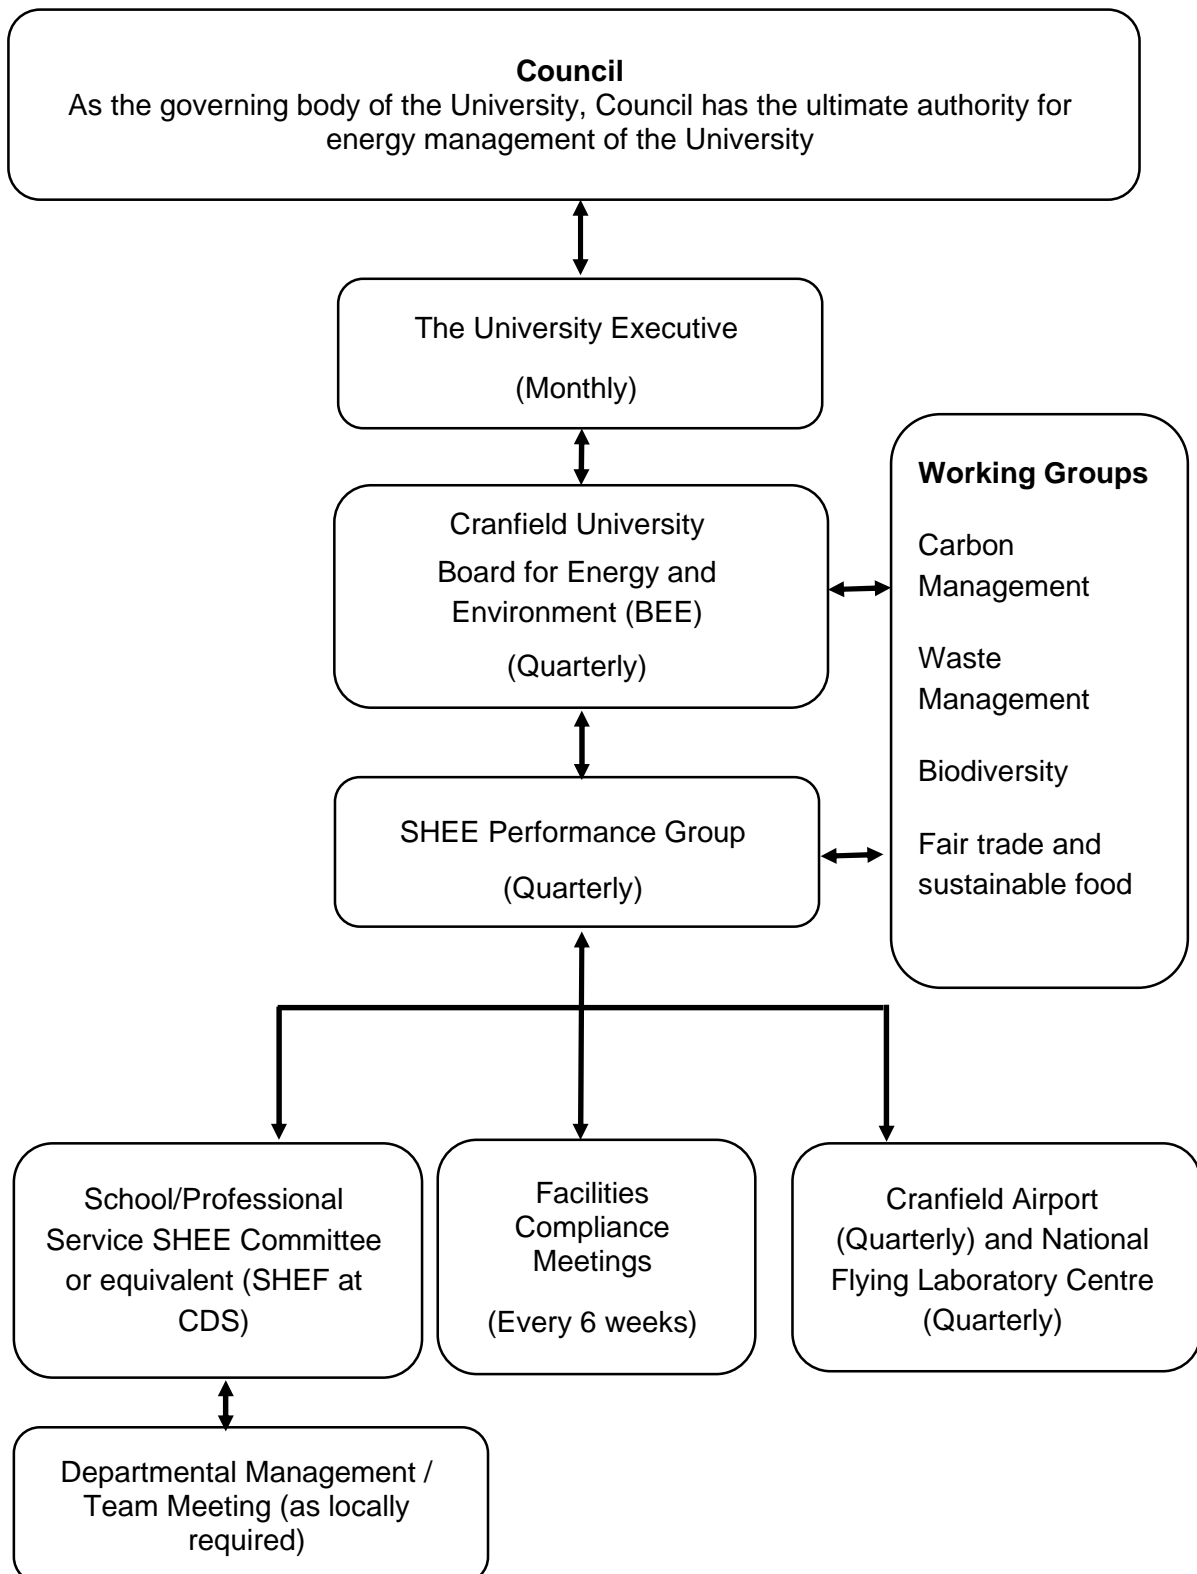 Council
As the governing body of the University, Council has the ultimate authority for
energy management of the University
The University Executive
(Monthly)
Cranfield University
Board for Energy and
Environment (BEE)
(Quarterly)
Working Groups
Carbon
Management
Waste
Management
Biodiversity
Fair trade and
sustainable food
SHEE Performance Group
(Quarterly)
School/Professional
Service SHEE Committee
or equivalent (SHEF at
CDS)
Facilities
Compliance
Meetings
(Every 6 weeks)
Cranfield Airport
(Quarterly) and National
Flying Laboratory Centre
(Quarterly)
Departmental Management /
Team Meeting (as locally
required)